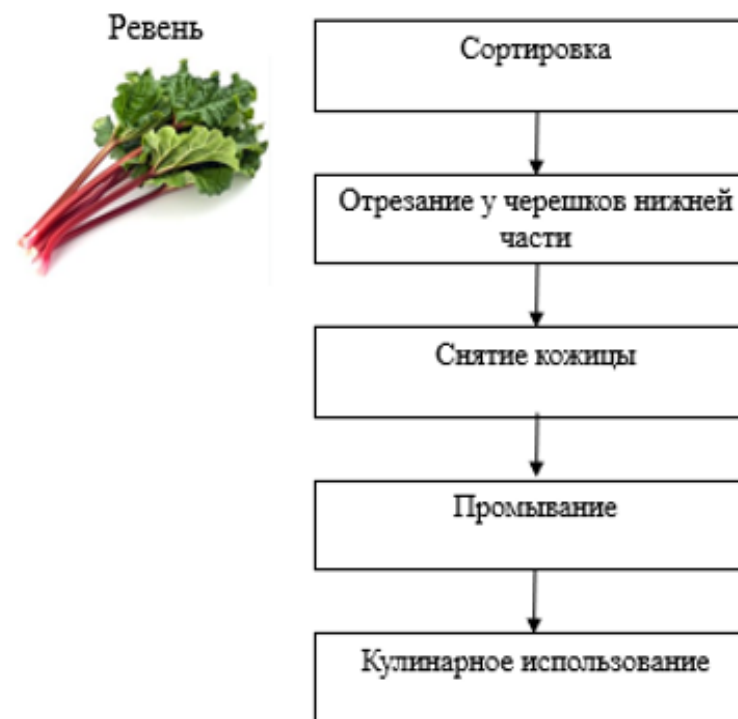 Ревень
Сортировка
Отрезание у черешков нижней
части
Снятие кожицы
Промывание
Кулинарное использование